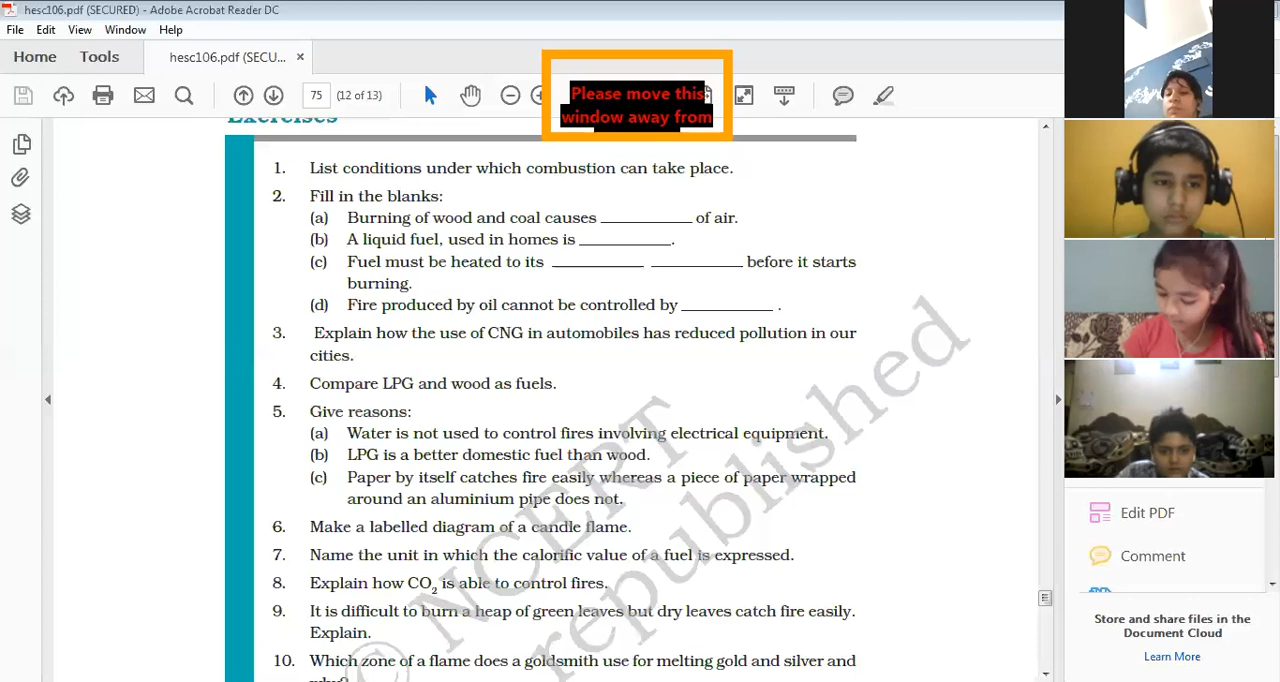 hesc106.pdf (SECURED) - Adobe Acrobat Reader DC
File Edit View Window Help
Home Tools hesc106.pdf (SECU... ×
75 (12 of 13)
Please move this
window away from
Exercises
1. List conditions under which combustion can take place.
2. Fill in the blanks:
(a) Burning of wood and coal causes __________ of air.
(b) A liquid fuel, used in homes is __________.
(c) Fuel must be heated to its __________ __________ before it starts
burning.
(d) Fire produced by oil cannot be controlled by __________ .
3. Explain how the use of CNG in automobiles has reduced pollution in our
cities.
4. Compare LPG and wood as fuels.
5. Give reasons:
(a) Water is not used to control fires involving electrical equipment.
(b) LPG is a better domestic fuel than wood.
(c) Paper by itself catches fire easily whereas a piece of paper wrapped
around an aluminium pipe does not.
6. Make a labelled diagram of a candle flame.
7. Name the unit in which the calorific value of a fuel is expressed.
8. Explain how CO2 is able to control fires.
9. It is difficult to burn a heap of green leaves but dry leaves catch fire easily.
Explain.
10. Which zone of a flame does a goldsmith use for melting gold and silver and
why?
© NCERT
republished
Edit PDF
Comment
Store and share files in the
Document Cloud
Learn More